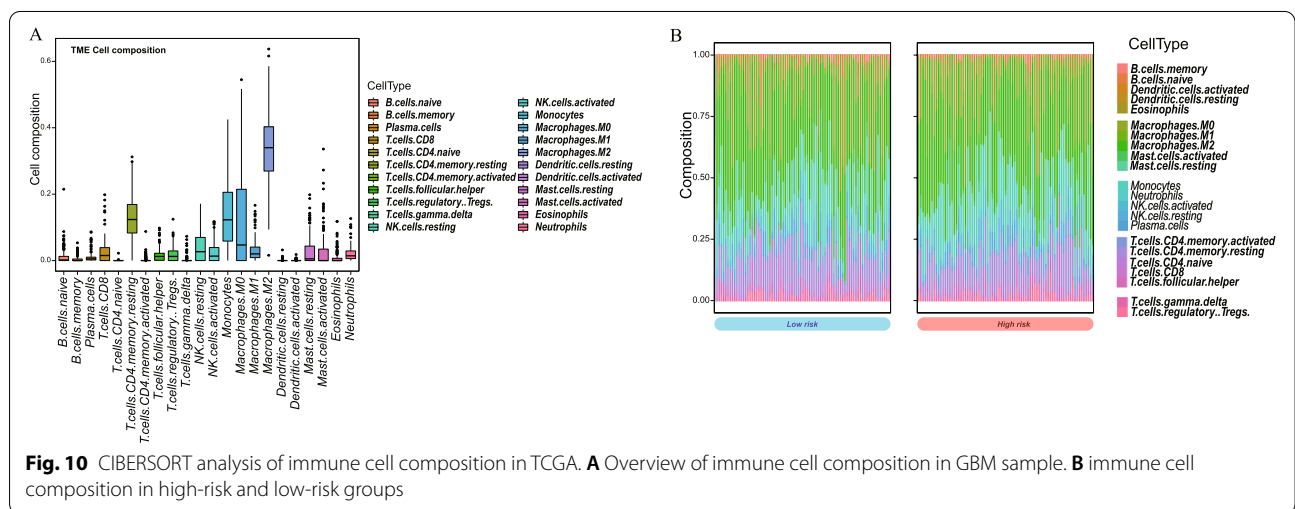 A
TME Cell composition
Cell composition
0.6
0.4
0.2
0.0
B.cells.naive
B.cells.memory
Plasma.cells
T.cells.CD8
T.cells.CD4.naive
T.cells.CD4.memory.resting
T.cells.CD4.memory.activated
T.cells.follicular.helper
T.cells.regulatory..Tregs.
T.cells.gamma.delta
NK.cells.resting
NK.cells.activated
Monocytes
Macrophages.M0
Macrophages.M1
Macrophages.M2
Dendritic.cells.resting
Dendritic.cells.activated
Mast.cells.resting
Mast.cells.activated
Eosinophils
Neutrophils
CellType
B.cells.naive
B.cells.memory
Plasma.cells
T.cells.CD8
T.cells.CD4.naive
T.cells.CD4.memory.resting
T.cells.CD4.memory.activated
T.cells.follicular.helper
T.cells.regulatory..Tregs.
T.cells.gamma.delta
NK.cells.resting
NK.cells.activated
Monocytes
Macrophages.M0
Macrophages.M1
Macrophages.M2
Dendritic.cells.resting
Dendritic.cells.activated
Mast.cells.resting
Mast.cells.activated
Eosinophils
Neutrophils
B
Composition
1.00
0.75
0.50
0.25
0.00
Low risk
High risk
CellType
B.cells.memory
B.cells.naive
Dendritic.cells.activated
Dendritic.cells.resting
Eosinophils
Macrophages.M0
Macrophages.M1
Macrophages.M2
Mast.cells.activated
Mast.cells.resting
Monocytes
Neutrophils
NK.cells.activated
NK.cells.resting
Plasma.cells
T.cells.CD4.memory.activated
T.cells.CD4.memory.resting
T.cells.CD4.naive
T.cells.CD8
T.cells.follicular.helper
T.cells.gamma.delta
T.cells.regulatory..Tregs.
Fig. 10 CIBERSORT analysis of immune cell composition in TCGA. A Overview of immune cell composition in GBM sample. B immune cell
composition in high-risk and low-risk groups